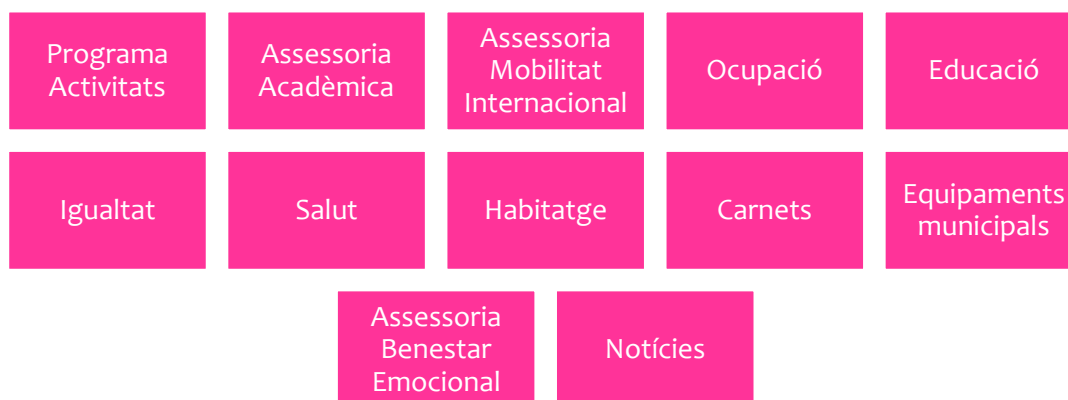 Programa
Activitats
Assessoria
Acadèmica
Assessoria
Mobilitat
Internacional
Ocupació
Educació
Igualtat
Salut
Habitatge
Carnets
Equipaments
municipals
Assessoria
Benestar
Emocional
Notícies